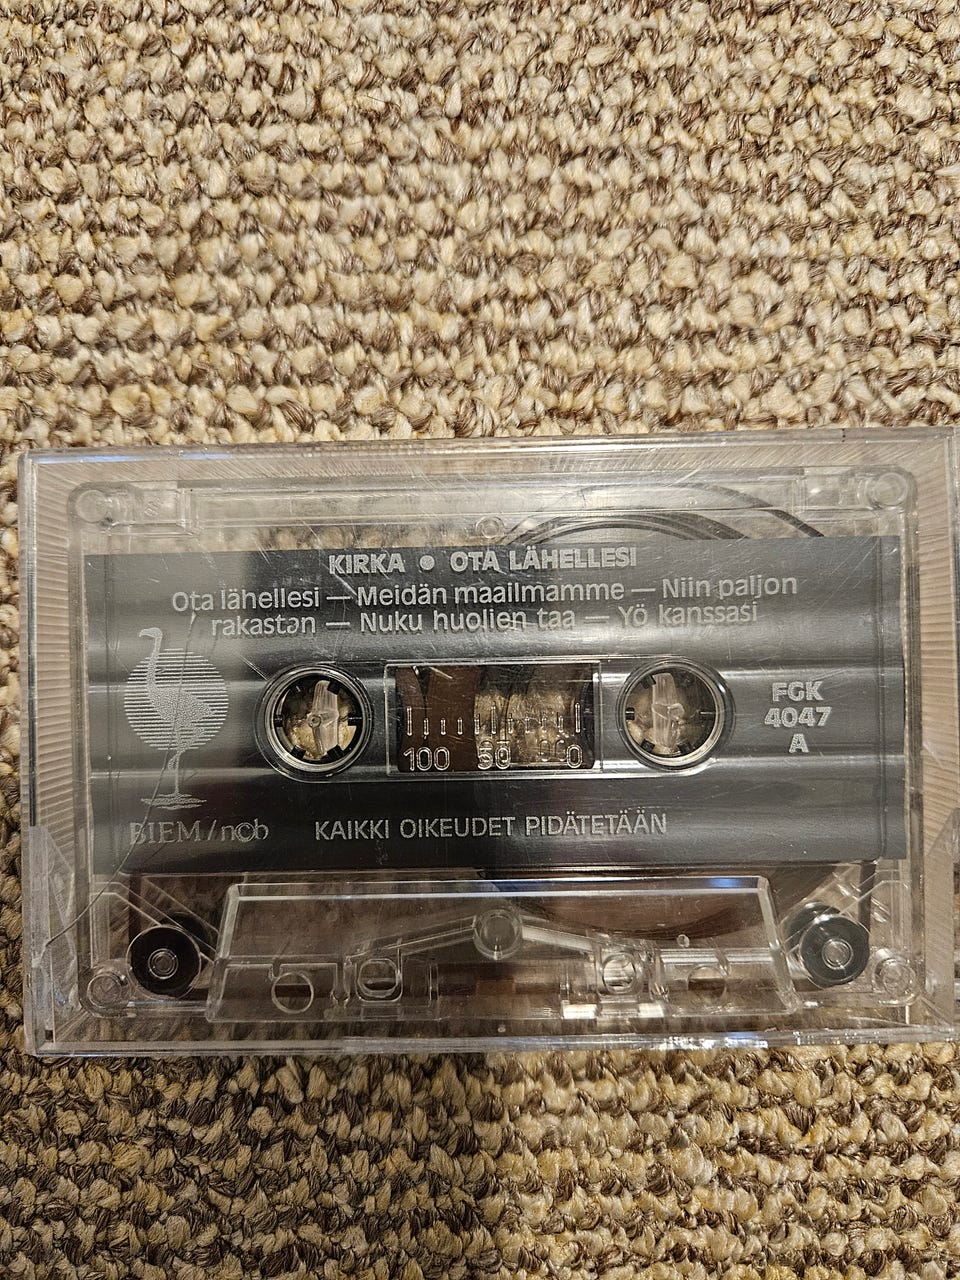 KIRKA • OTA LÄHELLESI
Ota lähellesi — Meidän maailmamme — Niin paljon
rakastan — Nuku huolien taa — Yö kanssasi
FGK
4047
A
100 50 0
BIEM/n©b
KAIKKI OIKEUDET PIDÄTETÄÄN